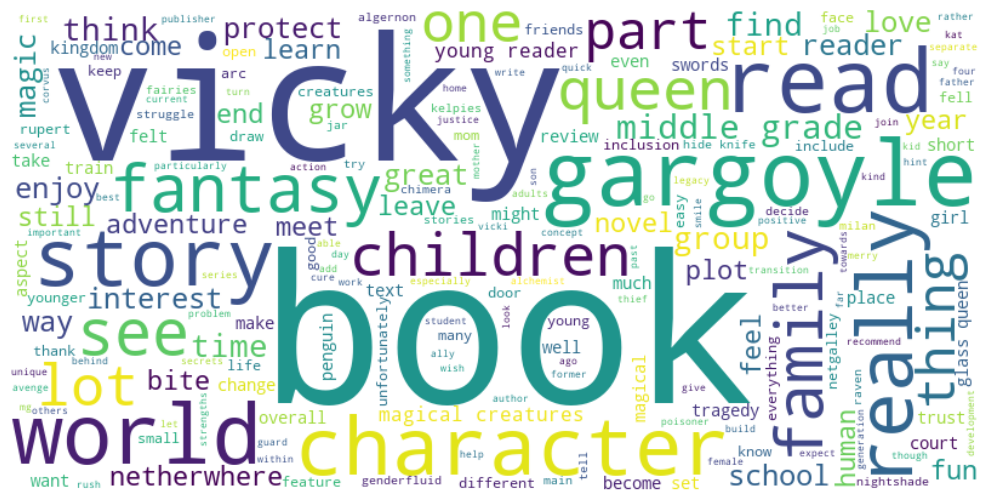 first
publisher
algernon
one
friends
part
find
face
love
rather
new
think
protect
something
job
kat
kingdom
come
open
learn
young reader
even
start
reader
separate
magic
corvus
keep
arc
vicky
creatures
write
quick
queen
swords
read
say
four
fairies
turn
home
father
current
grow
kelpies
justice
fell
rupert
struggle
end
jar
mom
middle grade
join
year
several
felt
draw
review
inclusion
hide knife
include
kid
short
take
train
action
try
mother
hint
particularly
son
gargoyle
enjoy
best
fantasy
great
chimera
adults
go
legacy
easy
smile
kind
still
leave
stories
might
decide
girl
important
adventure
meet
vicki
concept
novel
positive
story
able
day
good
children
past
group
family
really
towards
milan
merry
aspect
series
add
cure
work
especially
alchemist
plot
transition
thing
younger
interest
text
door
much
thief
feel
better
far
place
glass queen
problem
book
way
see
time
make
penguin
unfortunately
student
look
young
many
well
everything
netgalley
recommend
thank
behind
secrets
life
ally
ago
wish
former
magical
raven
generation
unique
lot
bite
change
give
human
avenge
mg
others
let
strengths
overall
author
magical creatures
tragedy
poisoner
build
trust
development
world
small
guard
within
character
know
female
expect
though
court
want
rush
netherwhere
feature
genderfluid
help
different
tell
main
become
set
school
nightshade
fun